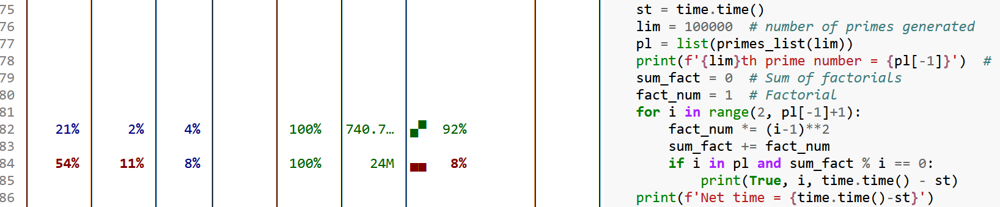 75 st = time.time()
76 lim = 100000  # number of primes generated
77 pl = list(primes_list(lim))
78 print(f'{lim}th prime number = {pl[-1]}')  #
79 sum_fact = 0  # Sum of factorials
80 fact_num = 1  # Factorial
81 for i in range(2, pl[-1]+1):
82 21% 2% 4% 100% 740.7… 92% fact_num *= (i-1)**2
83 sum_fact += fact_num
84 54% 11% 8% 100% 24M 8% if i in pl and sum_fact % i == 0:
85 print(True, i, time.time() - st)
86 print(f'Net time = {time.time()-st}')